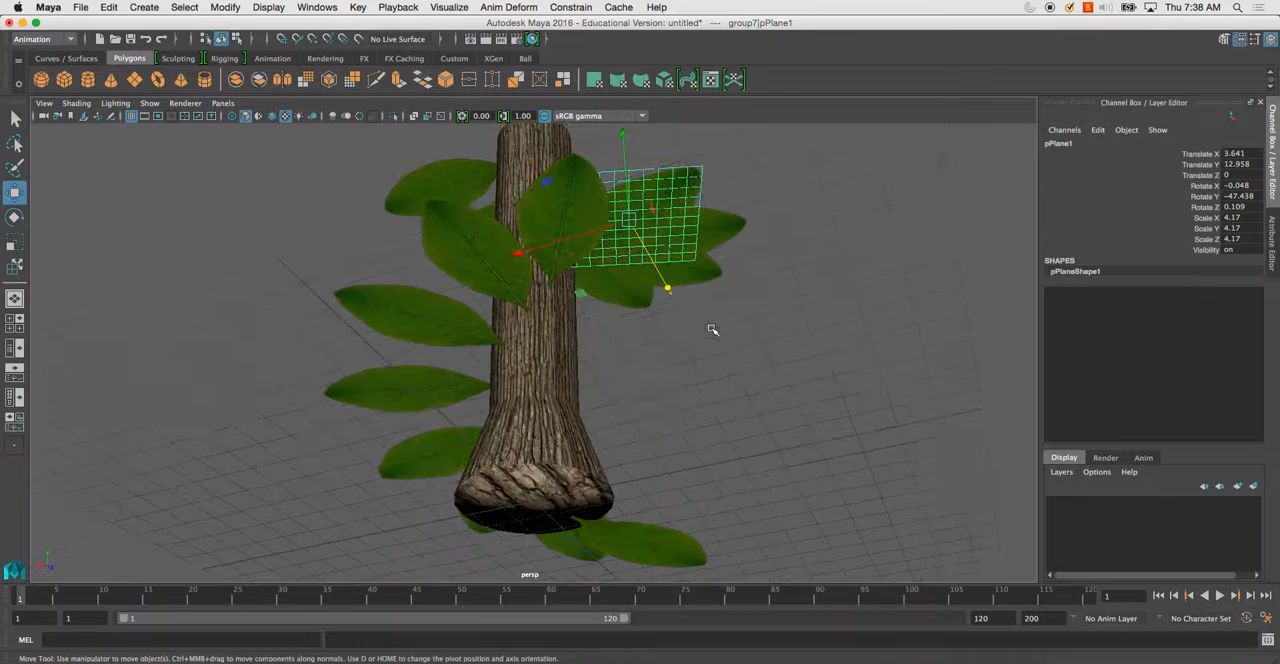 Maya File Edit Create Select Modify Display Windows Key Playback Visualize Anim Deform Constrain Cache Help Thu 7:38 AM
Autodesk Maya 2016 - Educational Version: untitled* --- group7|pPlane1
Animation No Live Surface
Curves / Surfaces Polygons Sculpting Rigging Animation Rendering FX FX Caching Custom XGen Ball
View Shading Lighting Show Renderer Panels
0.00 1.00 sRGB gamma
Channel Box / Layer Editor
Channels Edit Object Show
pPlane1
Translate X 3.641
Translate Y 12.958
Translate Z 0
Rotate X -0.048
Rotate Y -47.438
Rotate Z 0.109
Scale X 4.17
Scale Y 4.17
Scale Z 4.17
Visibility on
SHAPES
pPlaneShape1
Channel Box / Layer Editor
Attribute Editor
Display Render Anim
Layers Options Help
persp
1 5 10 15 20 25 30 35 40 45 50 55 60 65 70 75 80 85 90 95 100 105 110 115 120 1
1 1 1 120 120 200 No Anim Layer No Character Set
MEL
Move Tool: Use manipulator to move object(s). Ctrl+MMB+drag to move components along normals. Use D or HOME to change the pivot position and axis orientation.